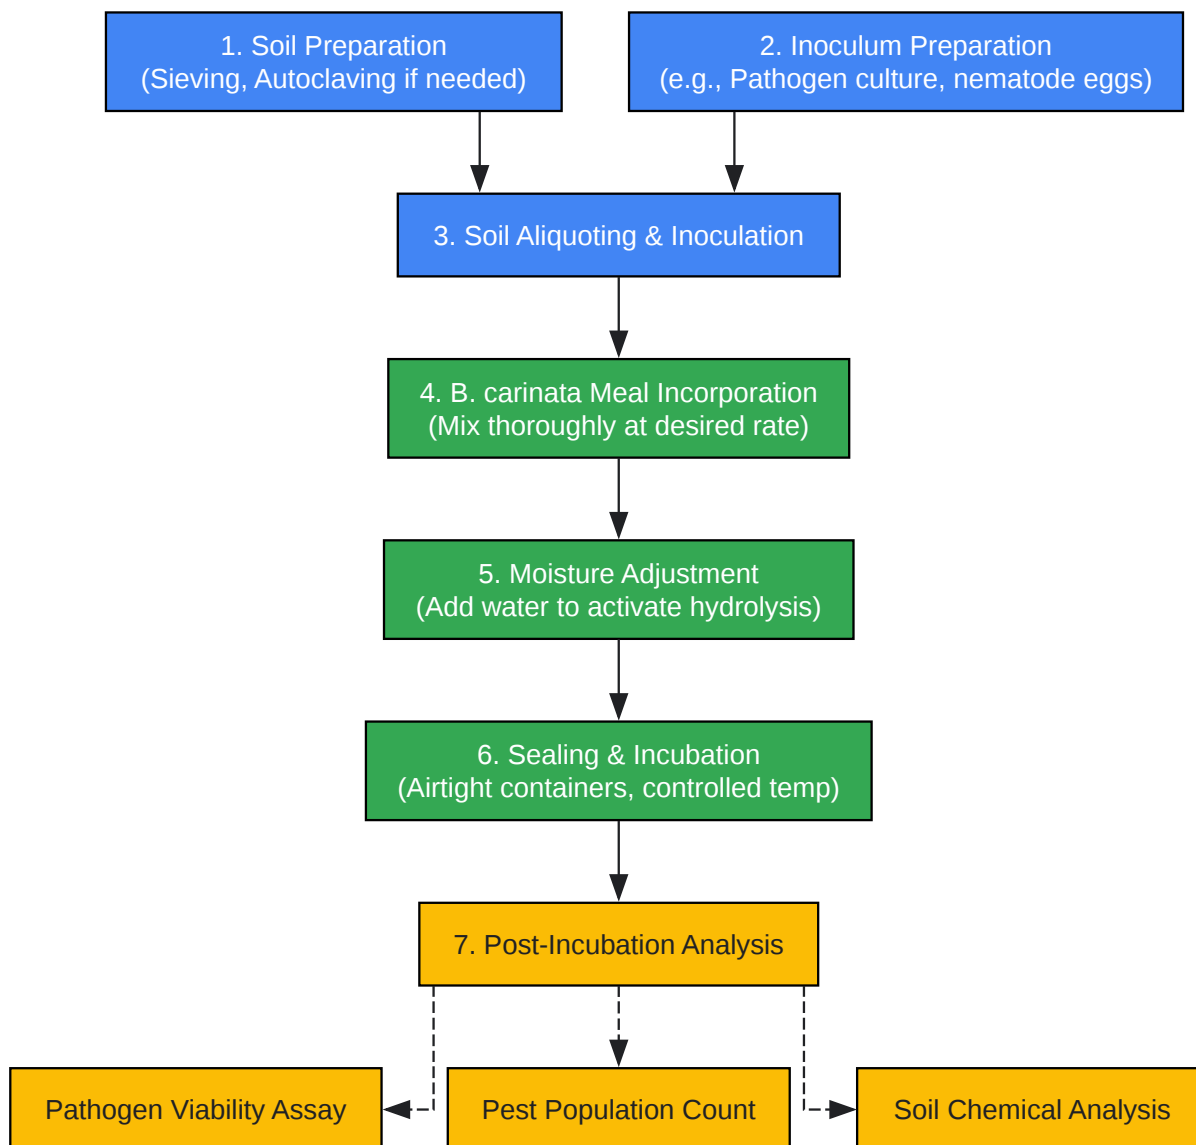 1. Soil Preparation
(Sieving, Autoclaving if needed)
2. Inoculum Preparation
(e.g., Pathogen culture, nematode eggs)
3. Soil Aliquoting & Inoculation
4. B. carinata Meal Incorporation
(Mix thoroughly at desired rate)
5. Moisture Adjustment
(Add water to activate hydrolysis)
6. Sealing & Incubation
(Airtight containers, controlled temp)
7. Post-Incubation Analysis
Pathogen Viability Assay
Pest Population Count
Soil Chemical Analysis